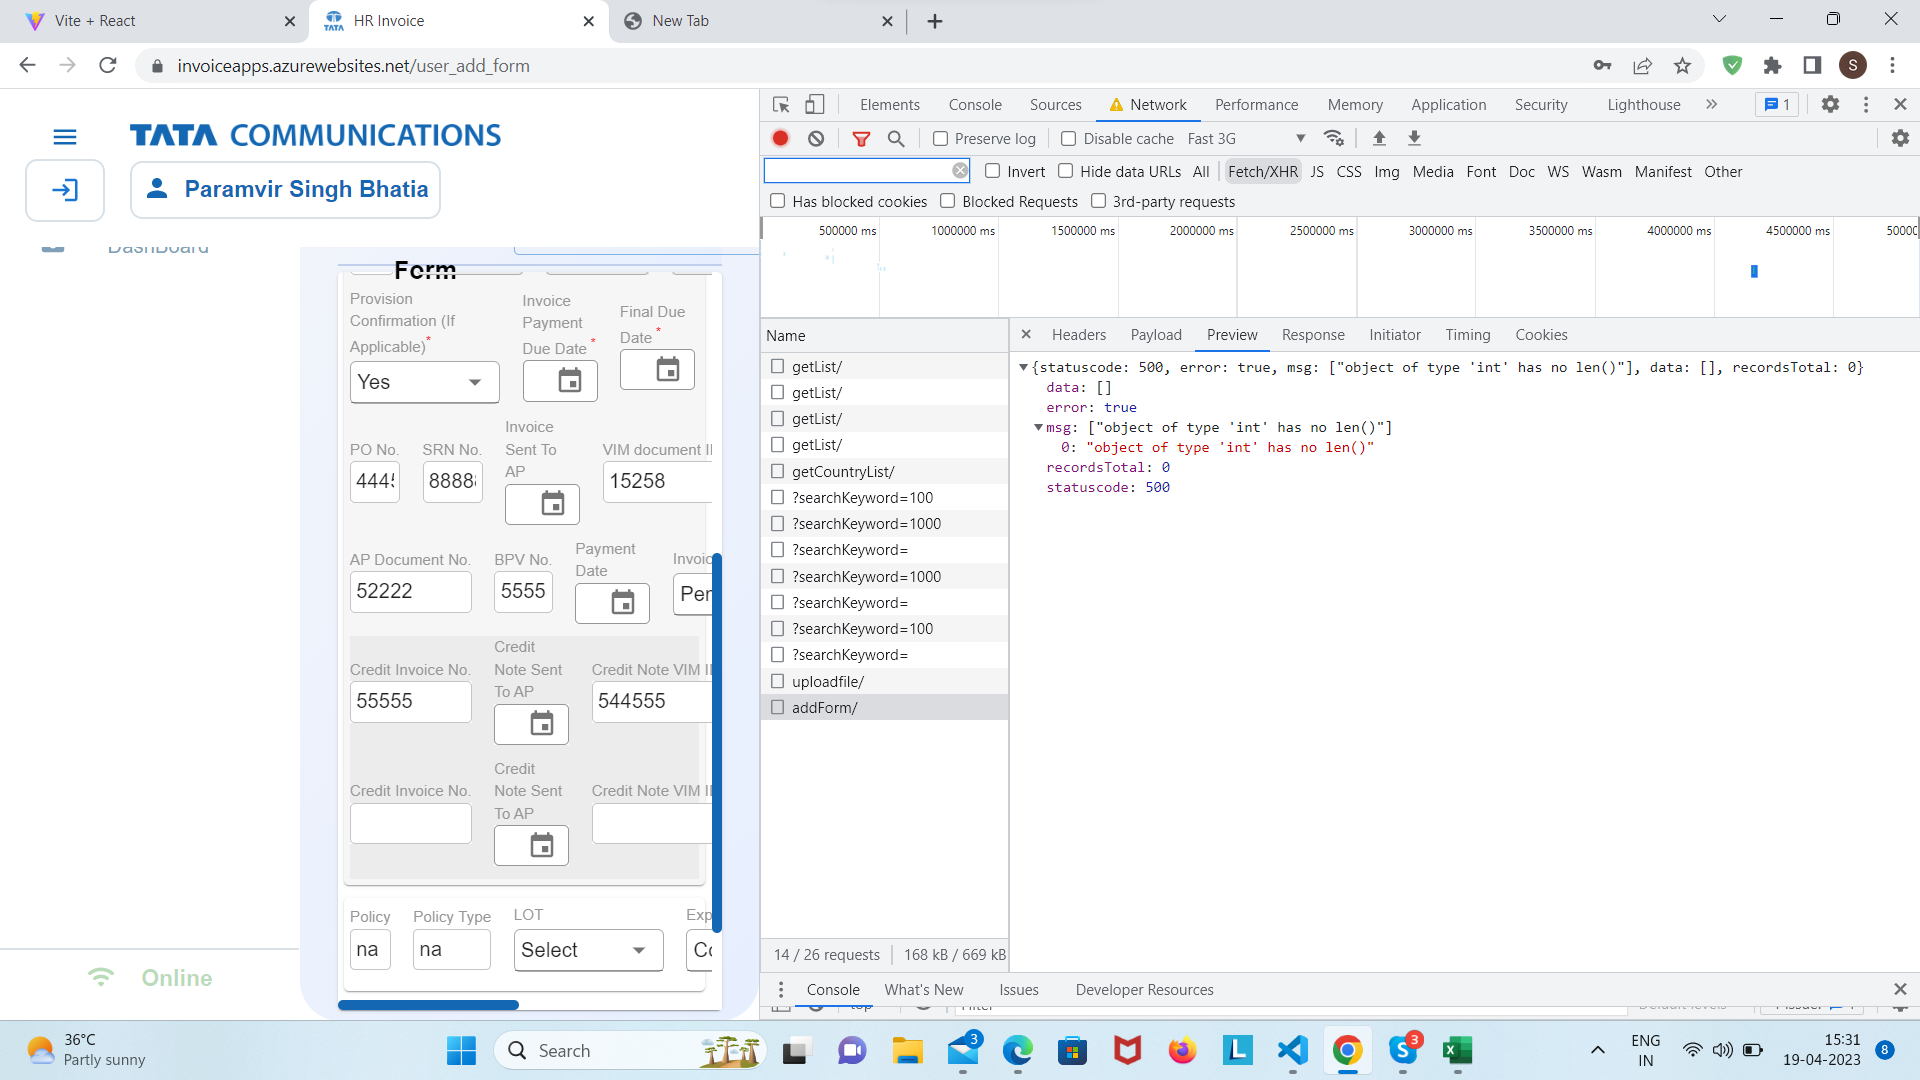 Vite + React
HR Invoice
New Tab
invoiceapps.azurewebsites.net/user_add_form
S
TATA COMMUNICATIONS
Paramvir Singh Bhatia
DashBoard
Form
Provision Confirmation (If Applicable)*
Yes
Invoice Payment Due Date *
Final Due Date *
PO No.
SRN No.
Invoice Sent To AP
VIM document I
444
8888
15258
AP Document No.
BPV No.
Payment Date
Invoic
52222
5555
Per
Credit Invoice No.
Credit Note Sent To AP
Credit Note VIM I
55555
544555
Credit Invoice No.
Credit Note Sent To AP
Credit Note VIM I
Policy
Policy Type
LOT
Exp
na
na
Select
Online
Elements
Console
Sources
Network
Performance
Memory
Application
Security
Lighthouse
1
Preserve log
Disable cache
Fast 3G
Invert
Hide data URLs
All
Fetch/XHR
JS
CSS
Img
Media
Font
Doc
WS
Wasm
Manifest
Other
Has blocked cookies
Blocked Requests
3rd-party requests
500000 ms
1000000 ms
1500000 ms
2000000 ms
2500000 ms
3000000 ms
3500000 ms
4000000 ms
4500000 ms
5000
Name
getList/
getList/
getList/
getList/
getCountryList/
?searchKeyword=100
?searchKeyword=1000
?searchKeyword=
?searchKeyword=1000
?searchKeyword=
?searchKeyword=100
?searchKeyword=
uploadfile/
addForm/
14 / 26 requests
168 kB / 669 kB
Headers
Payload
Preview
Response
Initiator
Timing
Cookies
{statuscode: 500, error: true, msg: ["object of type 'int' has no len()"], data: [], recordsTotal: 0}
data: []
error: true
msg: ["object of type 'int' has no len()"]
0: "object of type 'int' has no len()"
recordsTotal: 0
statuscode: 500
Console
What's New
Issues
Developer Resources
36°C
Partly sunny
Search
3
L
3
ENG
IN
15:31
19-04-2023
8